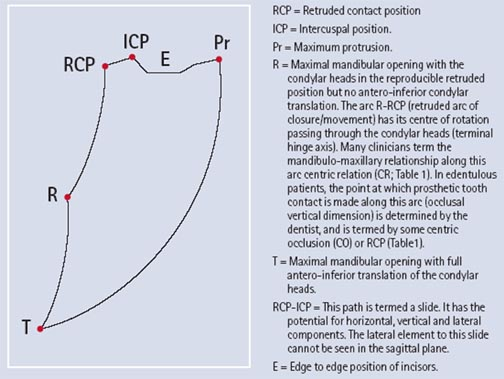 RCP
ICP
E
Pr
R
T
RCP = Retruded contact position
ICP = Intercuspal position.
Pr = Maximum protrusion.
R = Maximal mandibular opening with the
condylar heads in the reproducible retruded
position but no antero-inferior condylar
translation. The arc R-RCP (retruded arc of
closure/movement) has its centre of rotation
passing through the condylar heads (terminal
hinge axis). Many clinicians term the
mandibulo-maxillary relationship along this
arc centric relation (CR; Table 1). In edentulous
patients, the point at which prosthetic tooth
contact is made along this arc (occlusal
vertical dimension) is determined by the
dentist, and is termed by some centric
occlusion (CO) or RCP (Table1).
T = Maximal mandibular opening with full
antero-inferior translation of the condylar
heads.
RCP-ICP = This path is termed a slide. It has the
potential for horizontal, vertical and lateral
components. The lateral element to this slide
cannot be seen in the sagittal plane.
E = Edge to edge position of incisors.